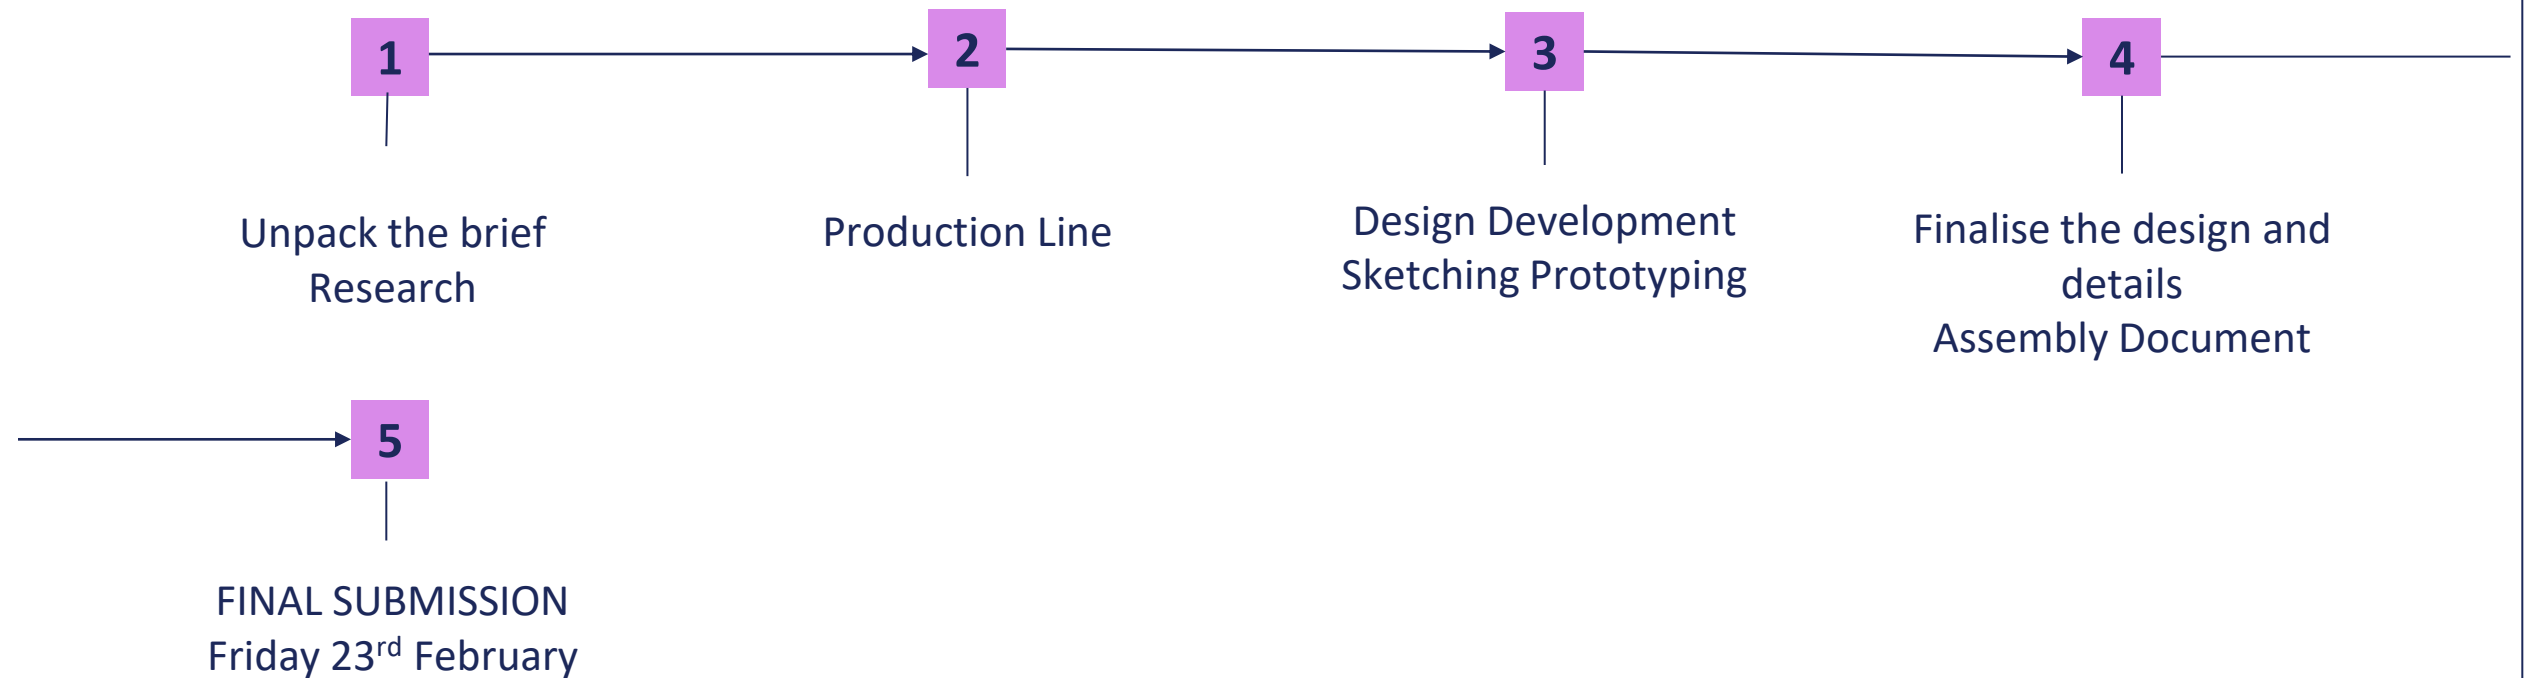 1
2
3
4
Unpack the brief
Research
Production Line
Design Development
Sketching Prototyping
Finalise the design and
details
Assembly Document
5
FINAL SUBMISSION
Friday 23rd February